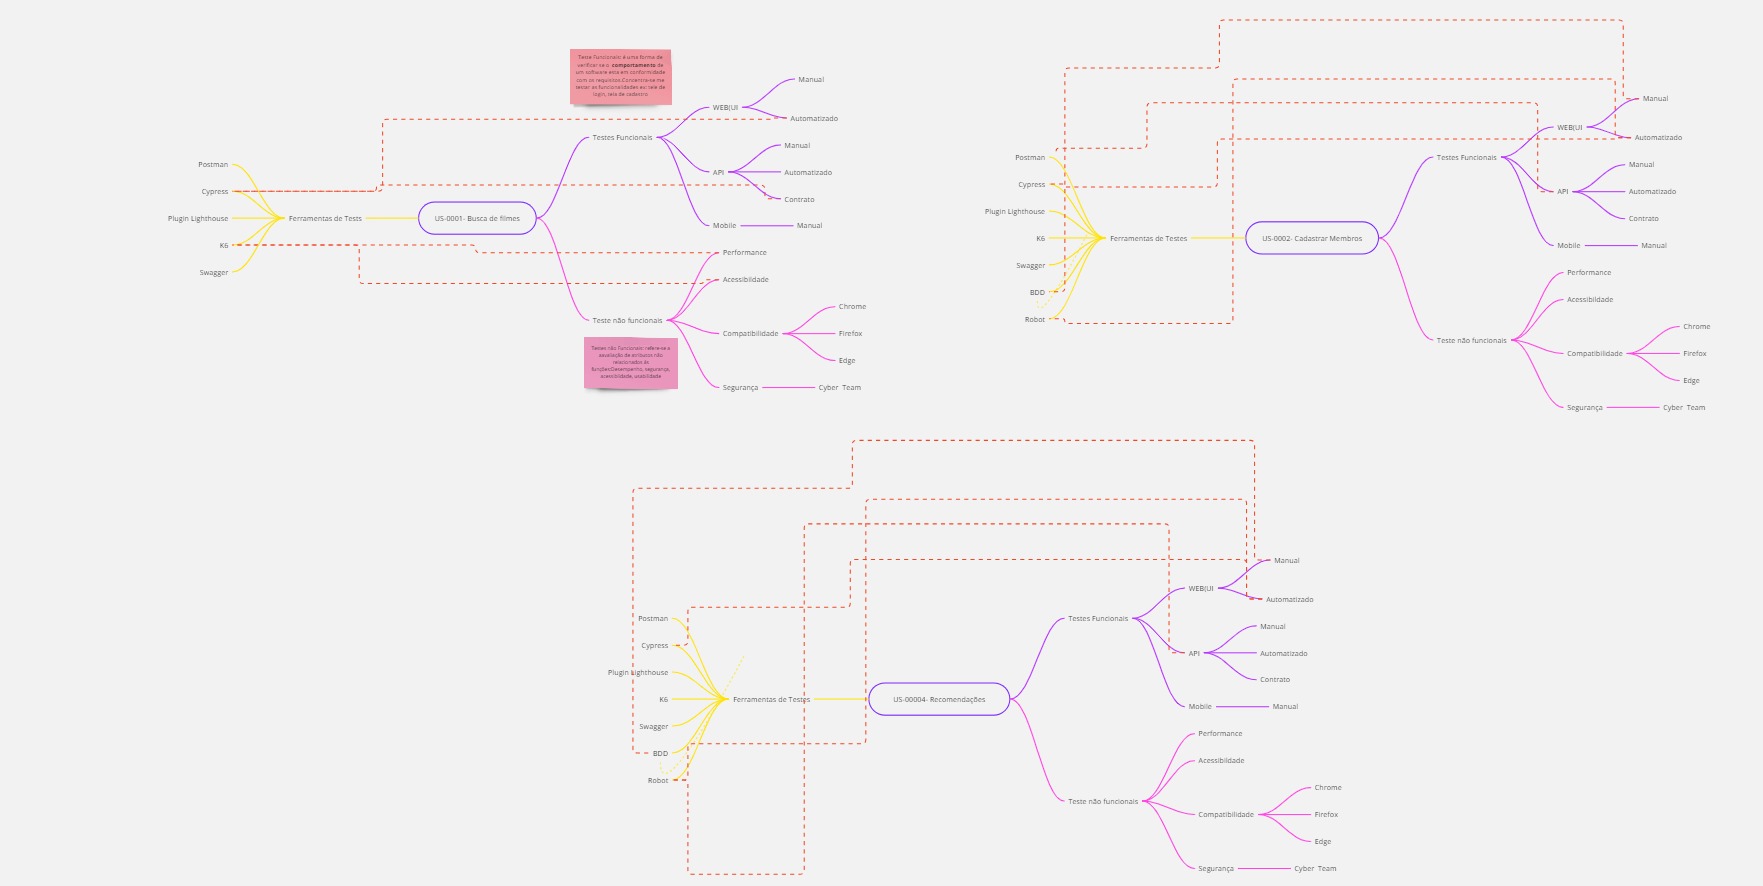 Teste Funcionais: é uma forma de
verificar se o comportamento de
um software esta em conformidade
com os requisitos.Concentra-se me
testar as funcionalidades ex: tela de
login, tela de cadastro
Manual
WEB(UI
Automatizado
Testes Funcionais
Manual
API
Automatizado
Contrato
Mobile
Manual
Postman
Cypress
Plugin Lighthouse
K6
Swagger
Ferramentas de Tests
US-0001- Busca de filmes
Performance
Acessibildade
Teste não funcionais
Compatibilidade
Chrome
Firefox
Edge
Segurança
Cyber Team
Testes não Funcionais: refere-se a
aavaliação de atributos não
relacionados às
Desempenho, segurança,
acessiblidade, usabilidade
Manual
WEB(UI
Automatizado
Testes Funcionais
Manual
API
Automatizado
Contrato
Mobile
Manual
Postman
Cypress
Plugin Lighthouse
K6
Swagger
BDD
Robot
Ferramentas de Testes
US-0002- Cadastrar Membros
Performance
Acessibildade
Teste não funcionais
Compatibilidade
Chrome
Firefox
Edge
Segurança
Cyber Team
Manual
WEB(UI
Automatizado
Testes Funcionais
Manual
API
Automatizado
Contrato
Mobile
Manual
Postman
Cypress
Plugin Lighthouse
K6
Swagger
BDD
Robot
Ferramentas de Testes
US-00004- Recomendações
Performance
Acessibildade
Teste não funcionais
Compatibilidade
Chrome
Firefox
Edge
Segurança
Cyber Team